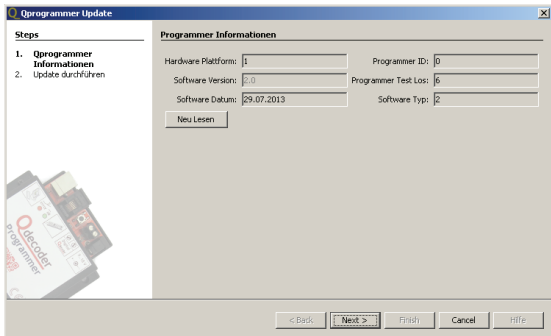 Qprogrammer Update
Steps
1. Qprogrammer
Informationen
2. Update durchführen
Programmer Informationen
Hardware Plattform: 1
Programmer ID: 0
Software Version: 2.0
Programmer Test Los: 6
Software Datum: 29.07.2013
Software Typ: 2
Neu Lesen
Qdecoder
Programmer
< Back
Next >
Finish
Cancel
Hilfe